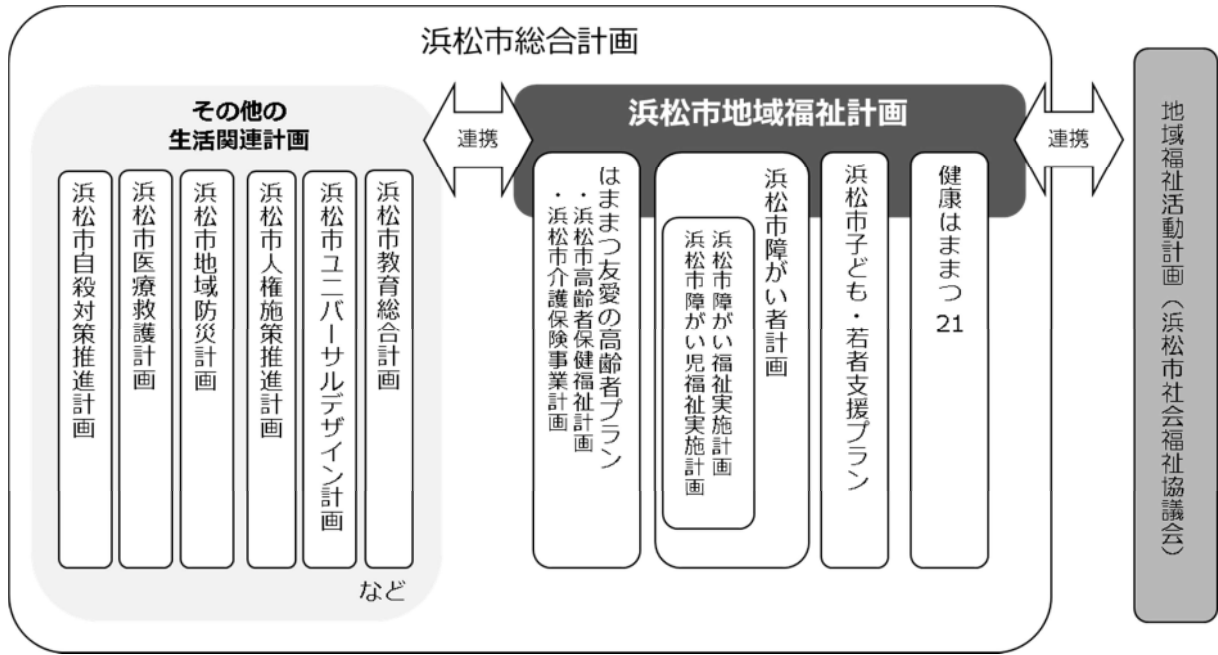 浜松市総合計画
その他の
生活関連計画
連携
浜松市地域福祉計画
連携
浜松市自殺対策推進計画
浜松市医療救護計画
浜松市地域防災計画
浜松市人権施策推進計画
浜松市ユニバーサルデザイン計画
浜松市教育総合計画
など
はままつ友愛の高齢者プラン
・浜松市高齢者保健福祉計画
・浜松市介護保険事業計画
浜松市障がい者計画
浜松市障がい福祉実施計画
浜松市障がい児福祉実施計画
浜松市子ども・若者支援プラン
健康はままつ21
地域福祉活動計画（浜松市社会福祉協議会）